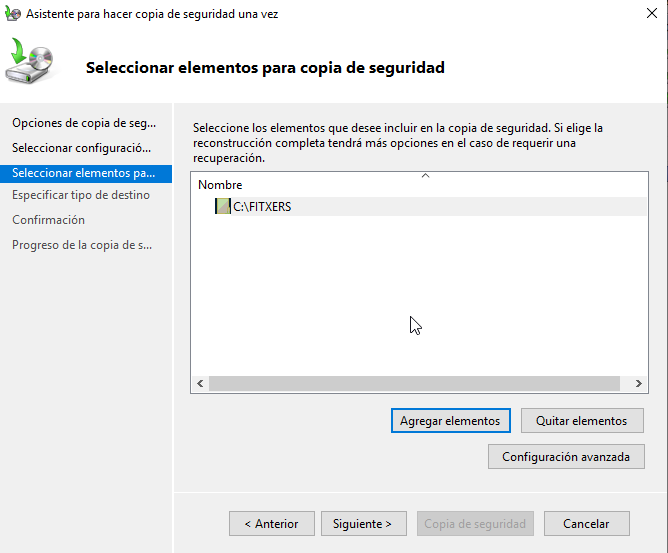 Asistente para hacer copia de seguridad una vez
Seleccionar elementos para copia de seguridad
Opciones de copia de seg...
Seleccionar configuració...
Seleccionar elementos pa...
Especificar tipo de destino
Confirmación
Progreso de la copia de s...
Seleccione los elementos que desee incluir en la copia de seguridad. Si elige la
reconstrucción completa tendrá más opciones en el caso de requerir una
recuperación.
Nombre
C:\FITXERS
Agregar elementos
Quitar elementos
Configuración avanzada
< Anterior
Siguiente >
Copia de seguridad
Cancelar